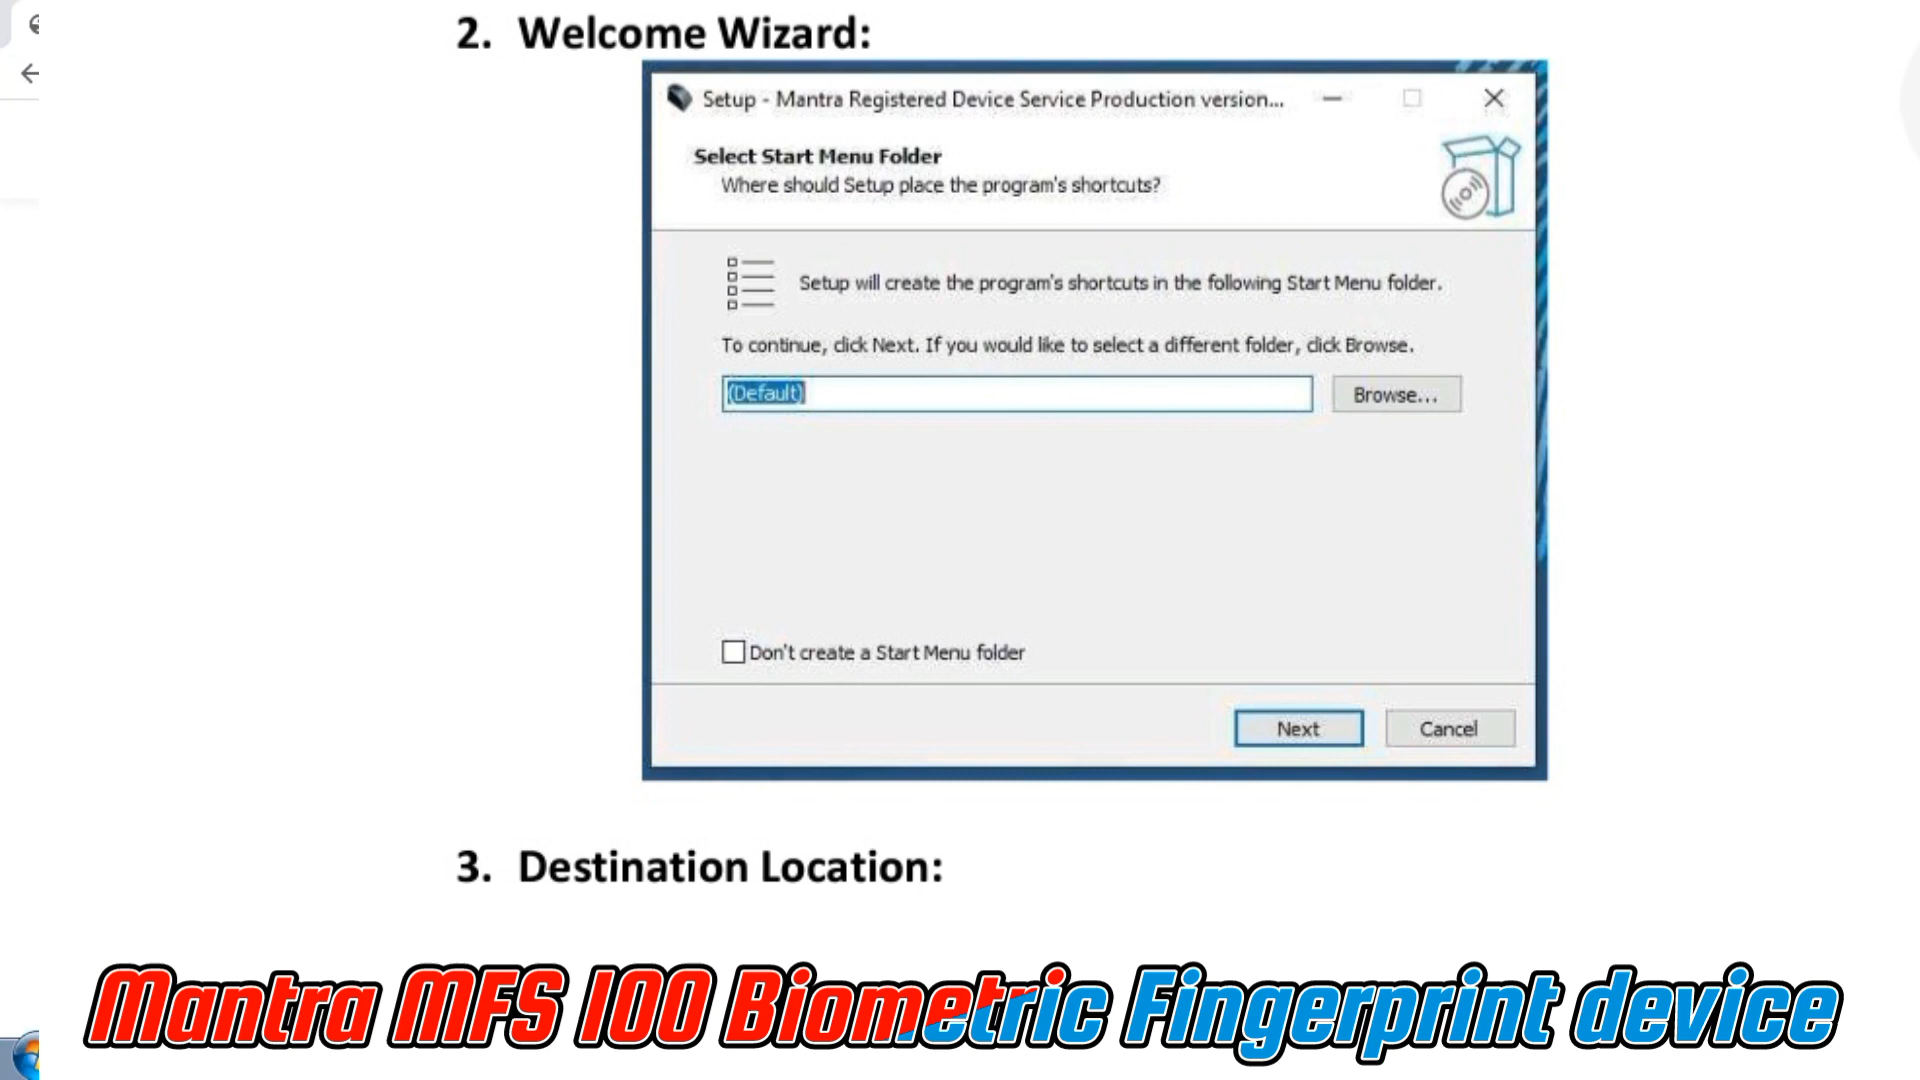 2. Welcome Wizard:
Setup - Mantra Registered Device Service Production version...
Select Start Menu Folder
Where should Setup place the program's shortcuts?
Setup will create the program's shortcuts in the following Start Menu folder.
To continue, click Next. If you would like to select a different folder, click Browse.
(Default)
Browse...
Don't create a Start Menu folder
Next
Cancel
3. Destination Location:
Mantra MFS 100 Biometric Fingerprint device